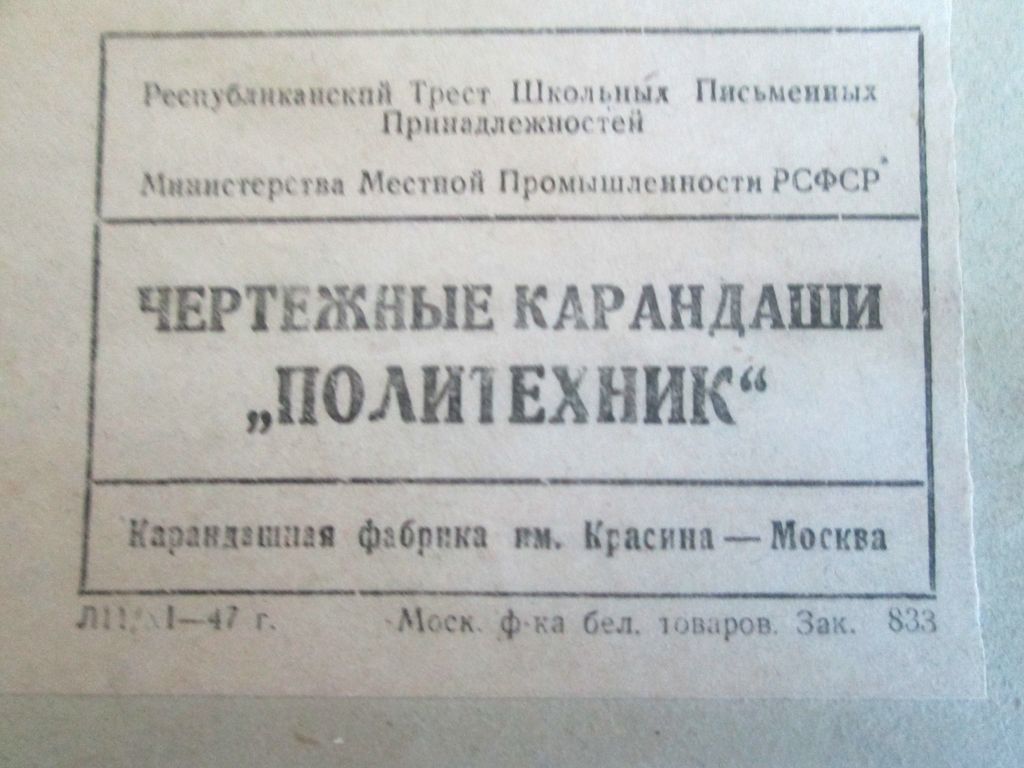 Республиканский Трест Школьных Письменных
Принадлежностей
Министерства Местной Промышленности РСФСР
ЧЕРТЕЖНЫЕ КАРАНДАШИ
„ПОЛИТЕХНИК“
Карандашная фабрика им. Красина — Москва
—47 г. Моск. ф-ка бел. товаров. Зак. 833